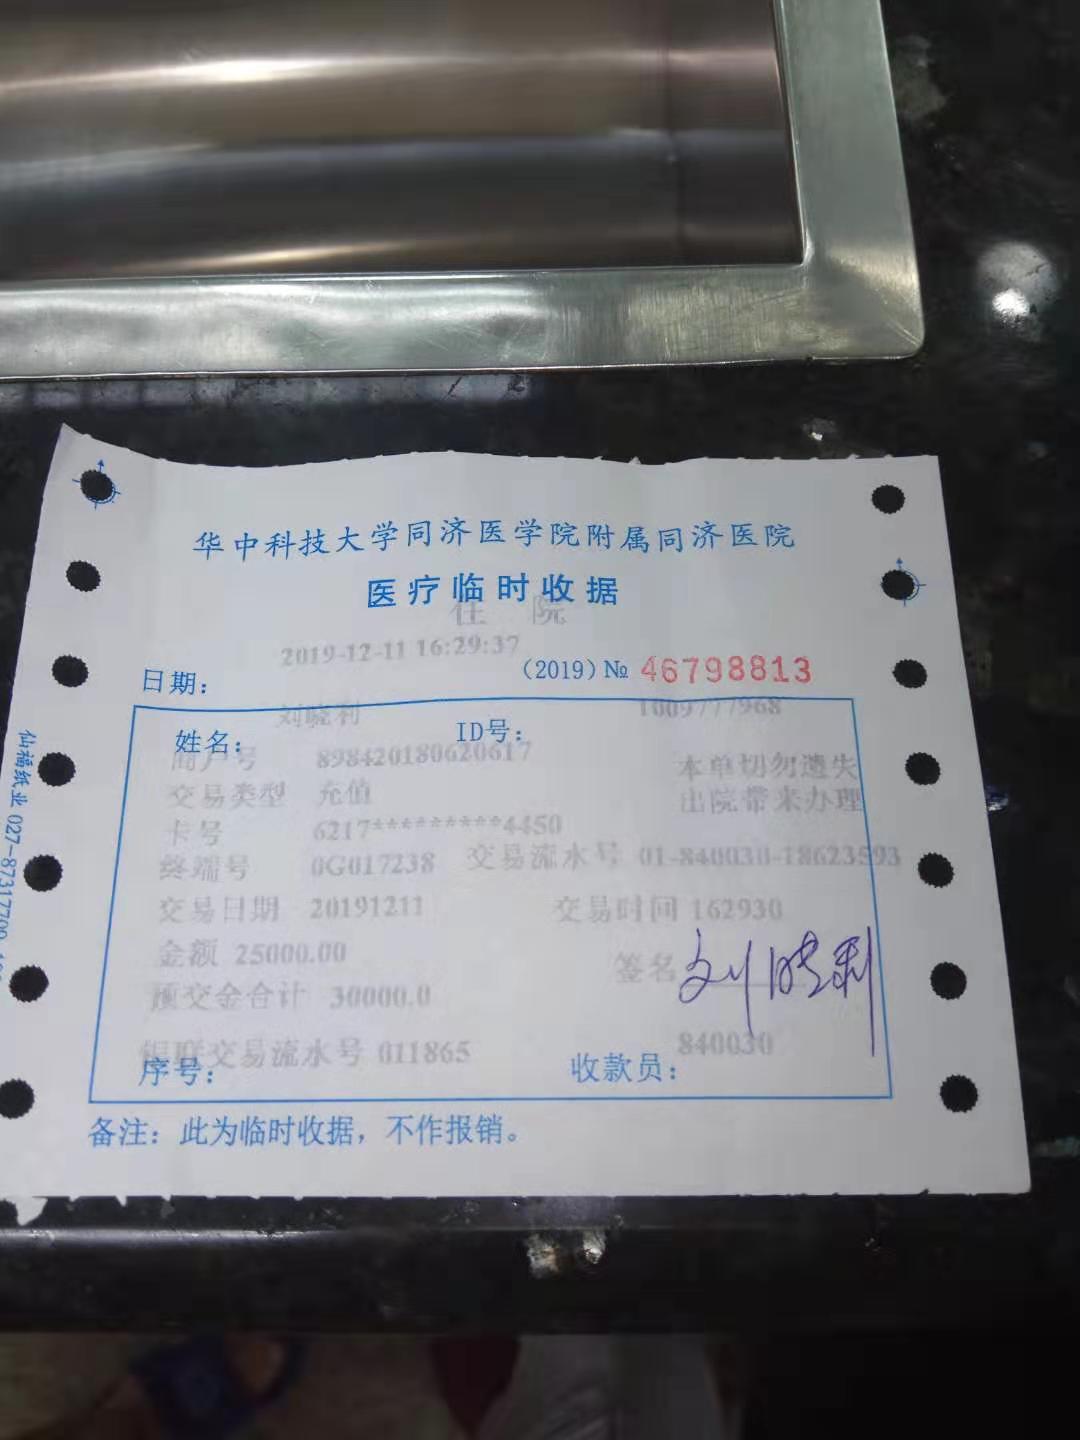 华中科技大学同济医学院附属同济医院
医疗临时收据
住 院
2019-12-11 16:29:37
日期: (2019)№ 46798813
刘晓利 1009777968
姓名: ID号:
商户号 898420180620617 本单切勿遗失
交易类型 充值 出院带来办理
卡号 6217*********4450
终端号 0G017238 交易流水号 01-840030-18623593
交易日期 20191211 交易时间 162930
金额 25000.00 签名 刘晓利
预交金合计 30000.0
银联交易流水号 011865 840030
序号: 收款员:
备注: 此为临时收据, 不作报销。
仙福纸业 027-87317700